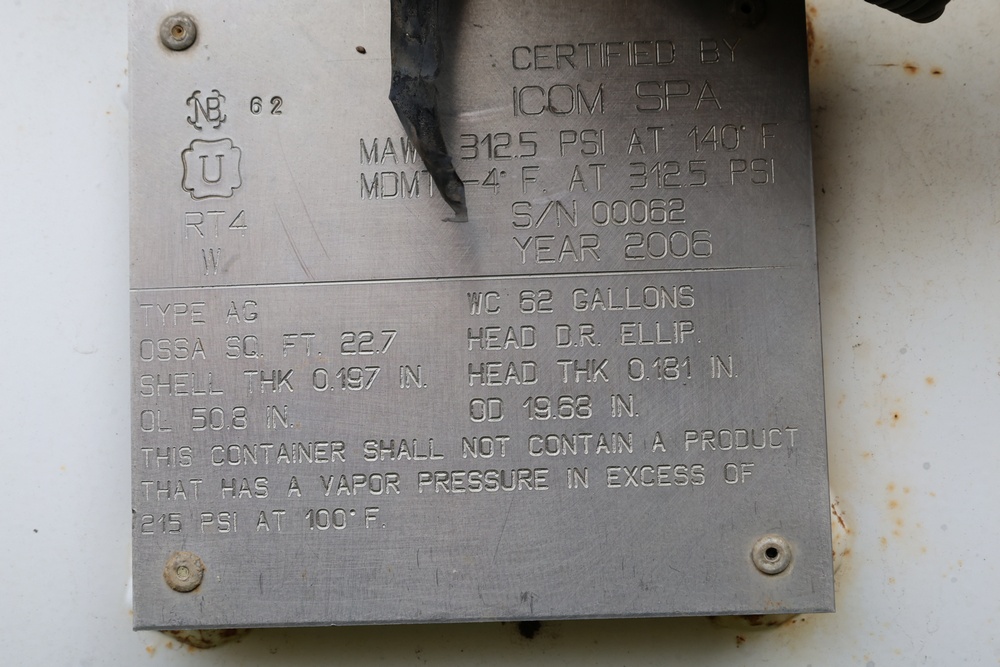 CERTIFIED BY
NB 62
ICOM SPA
U
MAW 312.5 PSI AT 140°F
MDMT -4°F. AT 312.5 PSI
RT4
S/N 00062
W
YEAR 2006
TYPE AG
WC 62 GALLONS
OSSA SQ. FT. 22.7
HEAD D.R. ELLIP.
SHELL THK 0.197 IN.
HEAD THK 0.181 IN.
OL 50.8 IN.
OD 19.68 IN.
THIS CONTAINER SHALL NOT CONTAIN A PRODUCT
THAT HAS A VAPOR PRESSURE IN EXCESS OF
215 PSI AT 100°F.